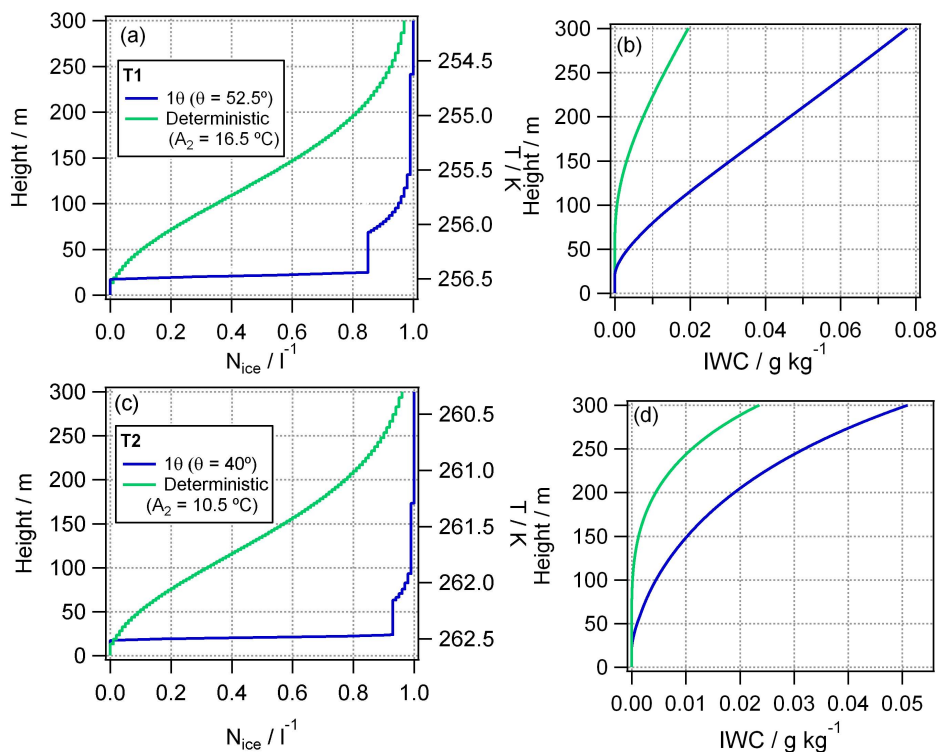 (a)
T1
1θ (θ = 52.5º)
Deterministic
(A2 = 16.5 ºC)
Height / m
300
250
200
150
100
50
0
0.0 0.2 0.4 0.6 0.8 1.0
Nice / l-1
254.5
255.0
255.5
256.0
256.5
T / K
(b)
Height / m
300
250
200
150
100
50
0
0.00 0.02 0.04 0.06 0.08
IWC / g kg-1
(c)
T2
1θ (θ = 40º)
Deterministic
(A2 = 10.5 ºC)
Height / m
300
250
200
150
100
50
0
0.0 0.2 0.4 0.6 0.8 1.0
Nice / l-1
260.5
261.0
261.5
262.0
262.5
T / K
(d)
Height / m
300
250
200
150
100
50
0
0.00 0.01 0.02 0.03 0.04 0.05
IWC / g kg-1